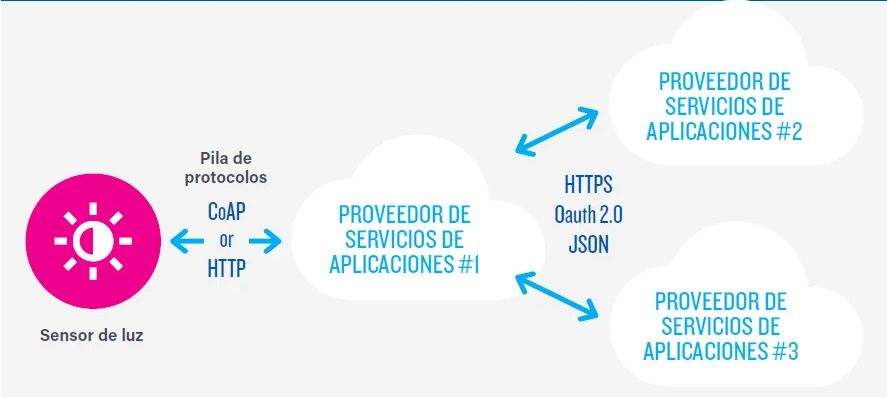 Pila de
protocolos
CoAP
or
HTTP
Sensor de luz
PROVEEDOR DE
SERVICIOS DE
APLICACIONES #1
HTTPS
Oauth 2.0
JSON
PROVEEDOR DE
SERVICIOS DE
APLICACIONES #2
PROVEEDOR DE
SERVICIOS DE
APLICACIONES #3